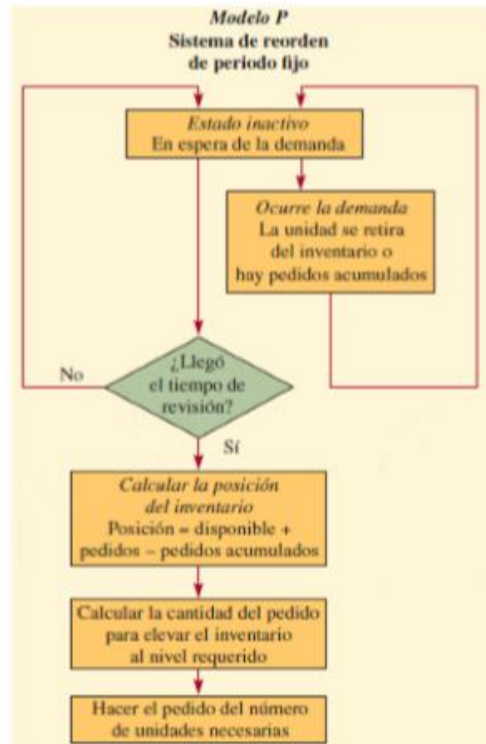 Modelo P
Sistema de reorden
de periodo fijo
Estado inactivo
En espera de la demanda
Ocurre la demanda
La unidad se retira
del inventario o
hay pedidos acumulados
¿Llegó
el tiempo de
revisión?
No
Sí
Calcular la posición
del inventario
Posición = disponible +
pedidos – pedidos acumulados
Calcular la cantidad del pedido
para elevar el inventario
al nivel requerido
Hacer el pedido del número
de unidades necesarias